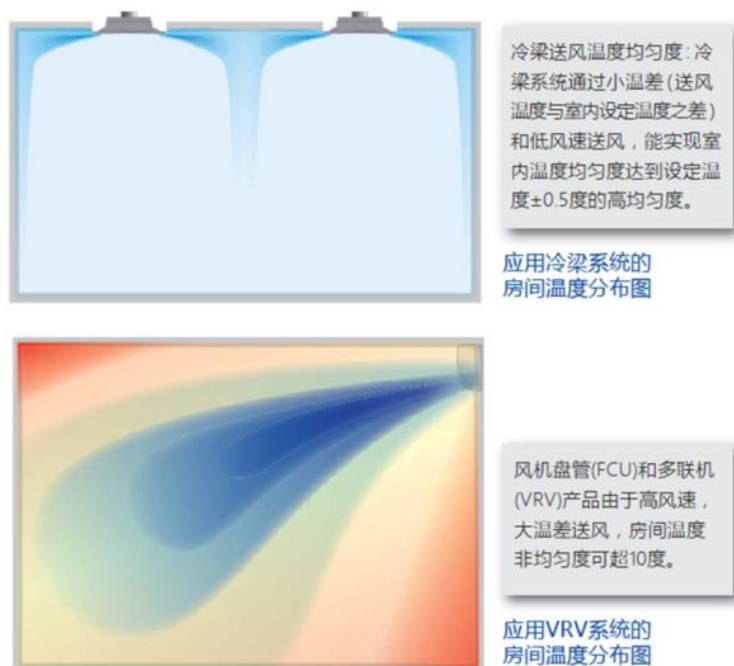 冷梁送风温度均匀度：冷
梁系统通过小温差（送风
温度与室内设定温度之差）
和低风速送风，能实现室
内温度均匀度达到设定温
度±0.5度的高均匀度。
应用冷梁系统的
房间温度分布图
风机盘管(FCU)和多联机
(VRV)产品由于高风速，
大温差送风，房间温度
非均匀度可超10度。
应用VRV系统的
房间温度分布图